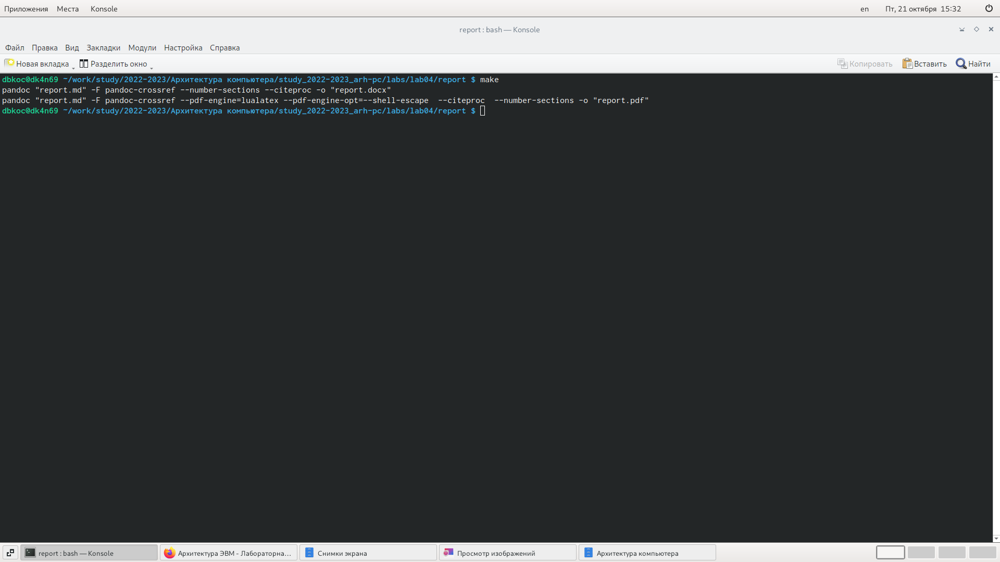 Приложения Места Konsole en Пт, 21 октября 15:32
report : bash — Konsole
Файл Правка Вид Закладки Модули Настройка Справка
Новая вкладка Разделить окно Копировать Вставить Найти
dbkoc@dk4n69 ~/work/study/2022-2023/Архитектура компьютера/study_2022-2023_arh-pc/labs/lab04/report $ make
pandoc "report.md" -F pandoc-crossref --number-sections --citeproc -o "report.docx"
pandoc "report.md" -F pandoc-crossref --pdf-engine=lualatex --pdf-engine-opt=--shell-escape  --citeproc  --number-sections -o "report.pdf"
dbkoc@dk4n69 ~/work/study/2022-2023/Архитектура компьютера/study_2022-2023_arh-pc/labs/lab04/report $
report : bash — Konsole Архитектура ЭВМ - Лабораторна... Снимки экрана Просмотр изображений Архитектура компьютера